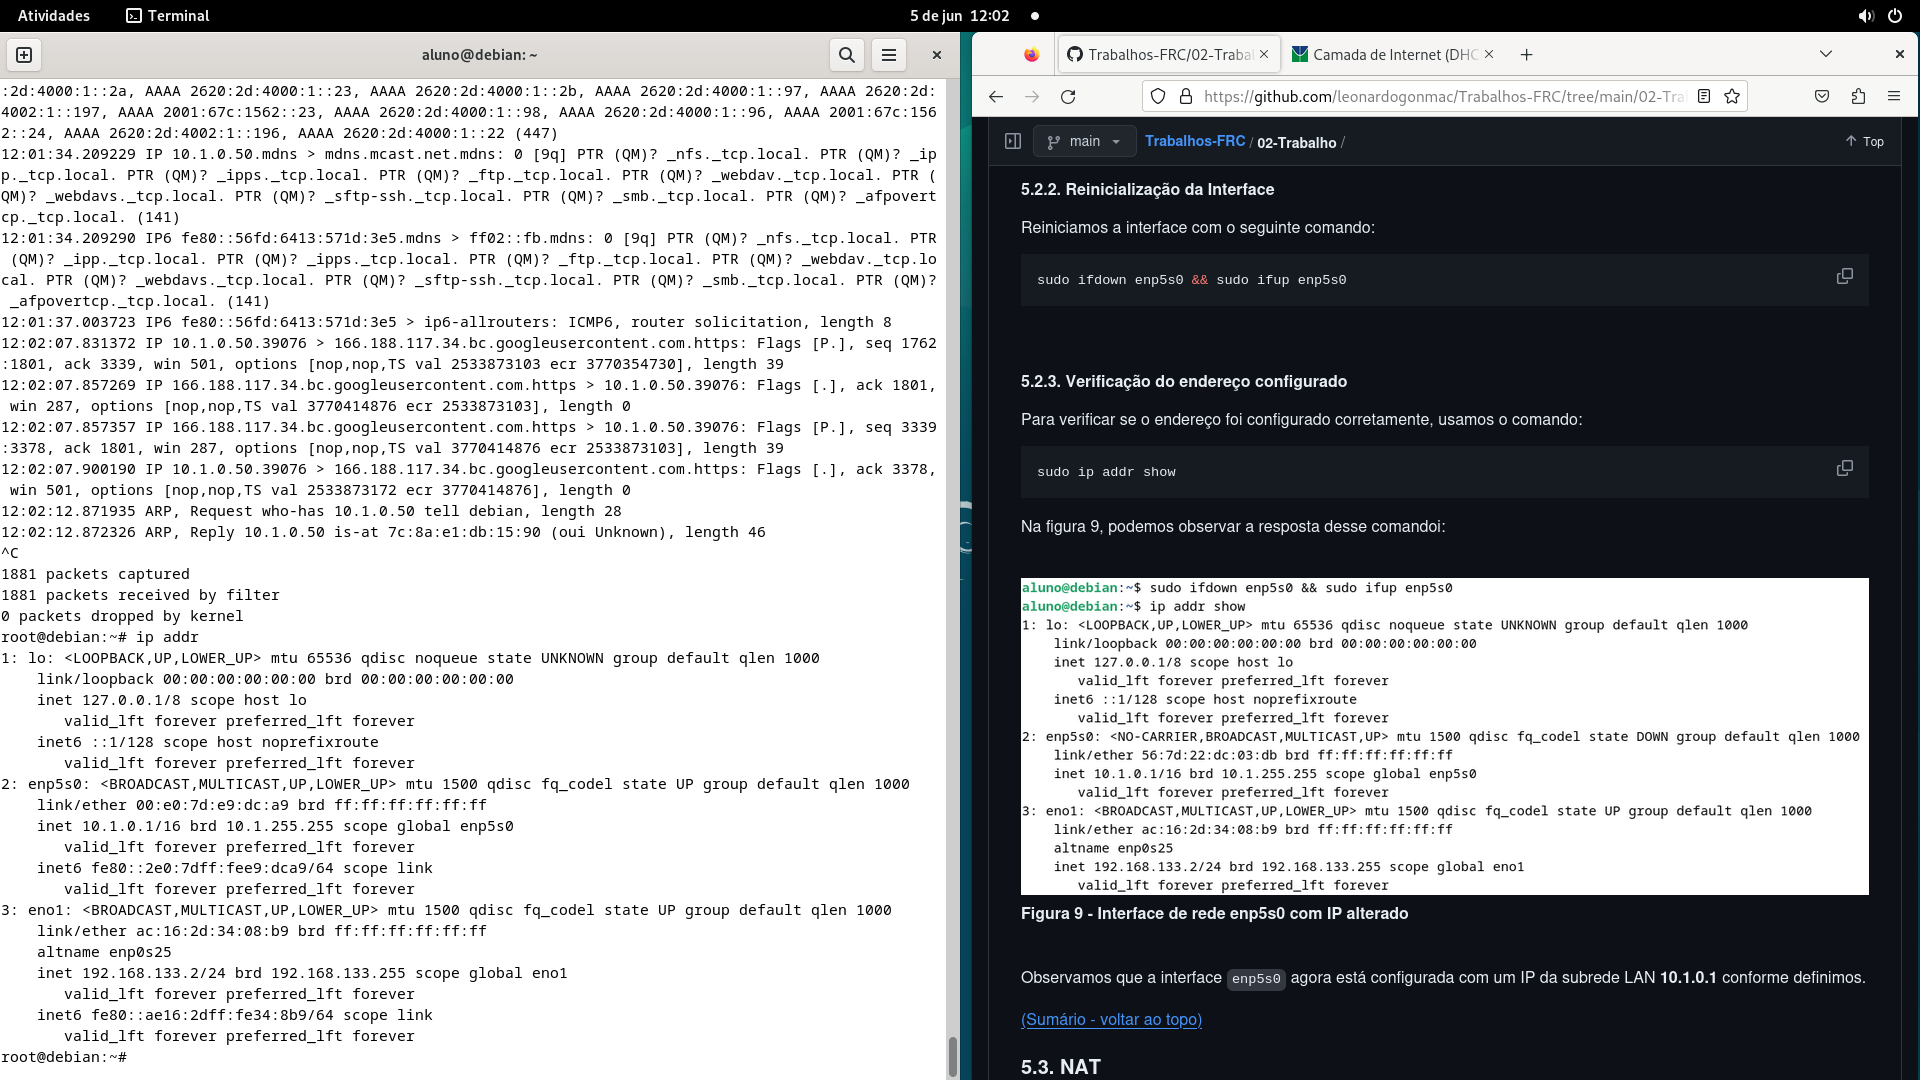 Atividades
Terminal
5 de jun 12:02
aluno@debian: ~
:2d:4000:1::2a, AAAA 2620:2d:4000:1::23, AAAA 2620:2d:4000:1::2b, AAAA 2620:2d:4000:1::97, AAAA 2620:2d:
4002:1::197, AAAA 2001:67c:1562::23, AAAA 2620:2d:4000:1::98, AAAA 2620:2d:4000:1::96, AAAA 2001:67c:156
2::24, AAAA 2620:2d:4002:1::196, AAAA 2620:2d:4000:1::22 (447)
12:01:34.209229 IP 10.1.0.50.mdns > mdns.mcast.net.mdns: 0 [9q] PTR (QM)? _nfs._tcp.local. PTR (QM)? _ip
p._tcp.local. PTR (QM)? _ipps._tcp.local. PTR (QM)? _ftp._tcp.local. PTR (QM)? _webdav._tcp.local. PTR (
QM)? _webdavs._tcp.local. PTR (QM)? _sftp-ssh._tcp.local. PTR (QM)? _smb._tcp.local. PTR (QM)? _afpovert
cp._tcp.local. (141)
12:01:34.209290 IP6 fe80::56fd:6413:571d:3e5.mdns > ff02::fb.mdns: 0 [9q] PTR (QM)? _nfs._tcp.local. PTR
(QM)? _ipp._tcp.local. PTR (QM)? _ipps._tcp.local. PTR (QM)? _ftp._tcp.local. PTR (QM)? _webdav._tcp.lo
cal. PTR (QM)? _webdavs._tcp.local. PTR (QM)? _sftp-ssh._tcp.local. PTR (QM)? _smb._tcp.local. PTR (QM)?
_afpovertcp._tcp.local. (141)
12:01:37.003723 IP6 fe80::56fd:6413:571d:3e5 > ip6-allrouters: ICMP6, router solicitation, length 8
12:02:07.831372 IP 10.1.0.50.39076 > 166.188.117.34.bc.googleusercontent.com.https: Flags [P.], seq 1762
:1801, ack 3339, win 501, options [nop,nop,TS val 2533873103 ecr 3770354730], length 39
12:02:07.857269 IP 166.188.117.34.bc.googleusercontent.com.https > 10.1.0.50.39076: Flags [.], ack 1801,
win 287, options [nop,nop,TS val 3770414876 ecr 2533873103], length 0
12:02:07.857357 IP 166.188.117.34.bc.googleusercontent.com.https > 10.1.0.50.39076: Flags [P.], seq 3339
:3378, ack 1801, win 287, options [nop,nop,TS val 3770414876 ecr 2533873103], length 39
12:02:07.900190 IP 10.1.0.50.39076 > 166.188.117.34.bc.googleusercontent.com.https: Flags [.], ack 3378,
win 501, options [nop,nop,TS val 2533873172 ecr 3770414876], length 0
12:02:12.871935 ARP, Request who-has 10.1.0.50 tell debian, length 28
12:02:12.872326 ARP, Reply 10.1.0.50 is-at 7c:8a:e1:db:15:90 (oui Unknown), length 46
^C
1881 packets captured
1881 packets received by filter
0 packets dropped by kernel
root@debian:~# ip addr
1: lo: <LOOPBACK,UP,LOWER_UP> mtu 65536 qdisc noqueue state UNKNOWN group default qlen 1000
link/loopback 00:00:00:00:00:00 brd 00:00:00:00:00:00
inet 127.0.0.1/8 scope host lo
valid_lft forever preferred_lft forever
inet6 ::1/128 scope host noprefixroute
valid_lft forever preferred_lft forever
2: enp5s0: <BROADCAST,MULTICAST,UP,LOWER_UP> mtu 1500 qdisc fq_codel state UP group default qlen 1000
link/ether 00:e0:7d:e9:dc:a9 brd ff:ff:ff:ff:ff:ff
inet 10.1.0.1/16 brd 10.1.255.255 scope global enp5s0
valid_lft forever preferred_lft forever
inet6 fe80::2e0:7dff:fee9:dca9/64 scope link
valid_lft forever preferred_lft forever
3: eno1: <BROADCAST,MULTICAST,UP,LOWER_UP> mtu 1500 qdisc fq_codel state UP group default qlen 1000
link/ether ac:16:2d:34:08:b9 brd ff:ff:ff:ff:ff:ff
altname enp0s25
inet 192.168.133.2/24 brd 192.168.133.255 scope global eno1
valid_lft forever preferred_lft forever
inet6 fe80::ae16:2dff:fe34:8b9/64 scope link
valid_lft forever preferred_lft forever
root@debian:~#
Trabalhos-FRC/02-Traba
Camada de Internet (DHC
https://github.com/leonardogonmac/Trabalhos-FRC/tree/main/02-Tra
main
Trabalhos-FRC / 02-Trabalho /
Top
5.2.2. Reinicialização da Interface
Reiniciamos a interface com o seguinte comando:
sudo ifdown enp5s0 && sudo ifup enp5s0
5.2.3. Verificação do endereço configurado
Para verificar se o endereço foi configurado corretamente, usamos o comando:
sudo ip addr show
Na figura 9, podemos observar a resposta desse comandoi:
aluno@debian:~$ sudo ifdown enp5s0 && sudo ifup enp5s0
aluno@debian:~$ ip addr show
1: lo: <LOOPBACK,UP,LOWER_UP> mtu 65536 qdisc noqueue state UNKNOWN group default qlen 1000
link/loopback 00:00:00:00:00:00 brd 00:00:00:00:00:00
inet 127.0.0.1/8 scope host lo
valid_lft forever preferred_lft forever
inet6 ::1/128 scope host noprefixroute
valid_lft forever preferred_lft forever
2: enp5s0: <NO-CARRIER,BROADCAST,MULTICAST,UP> mtu 1500 qdisc fq_codel state DOWN group default qlen 1000
link/ether 56:7d:22:dc:03:db brd ff:ff:ff:ff:ff:ff
inet 10.1.0.1/16 brd 10.1.255.255 scope global enp5s0
valid_lft forever preferred_lft forever
3: eno1: <BROADCAST,MULTICAST,UP,LOWER_UP> mtu 1500 qdisc fq_codel state UP group default qlen 1000
link/ether ac:16:2d:34:08:b9 brd ff:ff:ff:ff:ff:ff
altname enp0s25
inet 192.168.133.2/24 brd 192.168.133.255 scope global eno1
valid_lft forever preferred_lft forever
Figura 9 - Interface de rede enp5s0 com IP alterado
Observamos que a interface enp5s0 agora está configurada com um IP da subrede LAN 10.1.0.1 conforme definimos.
(Sumário - voltar ao topo)
5.3. NAT